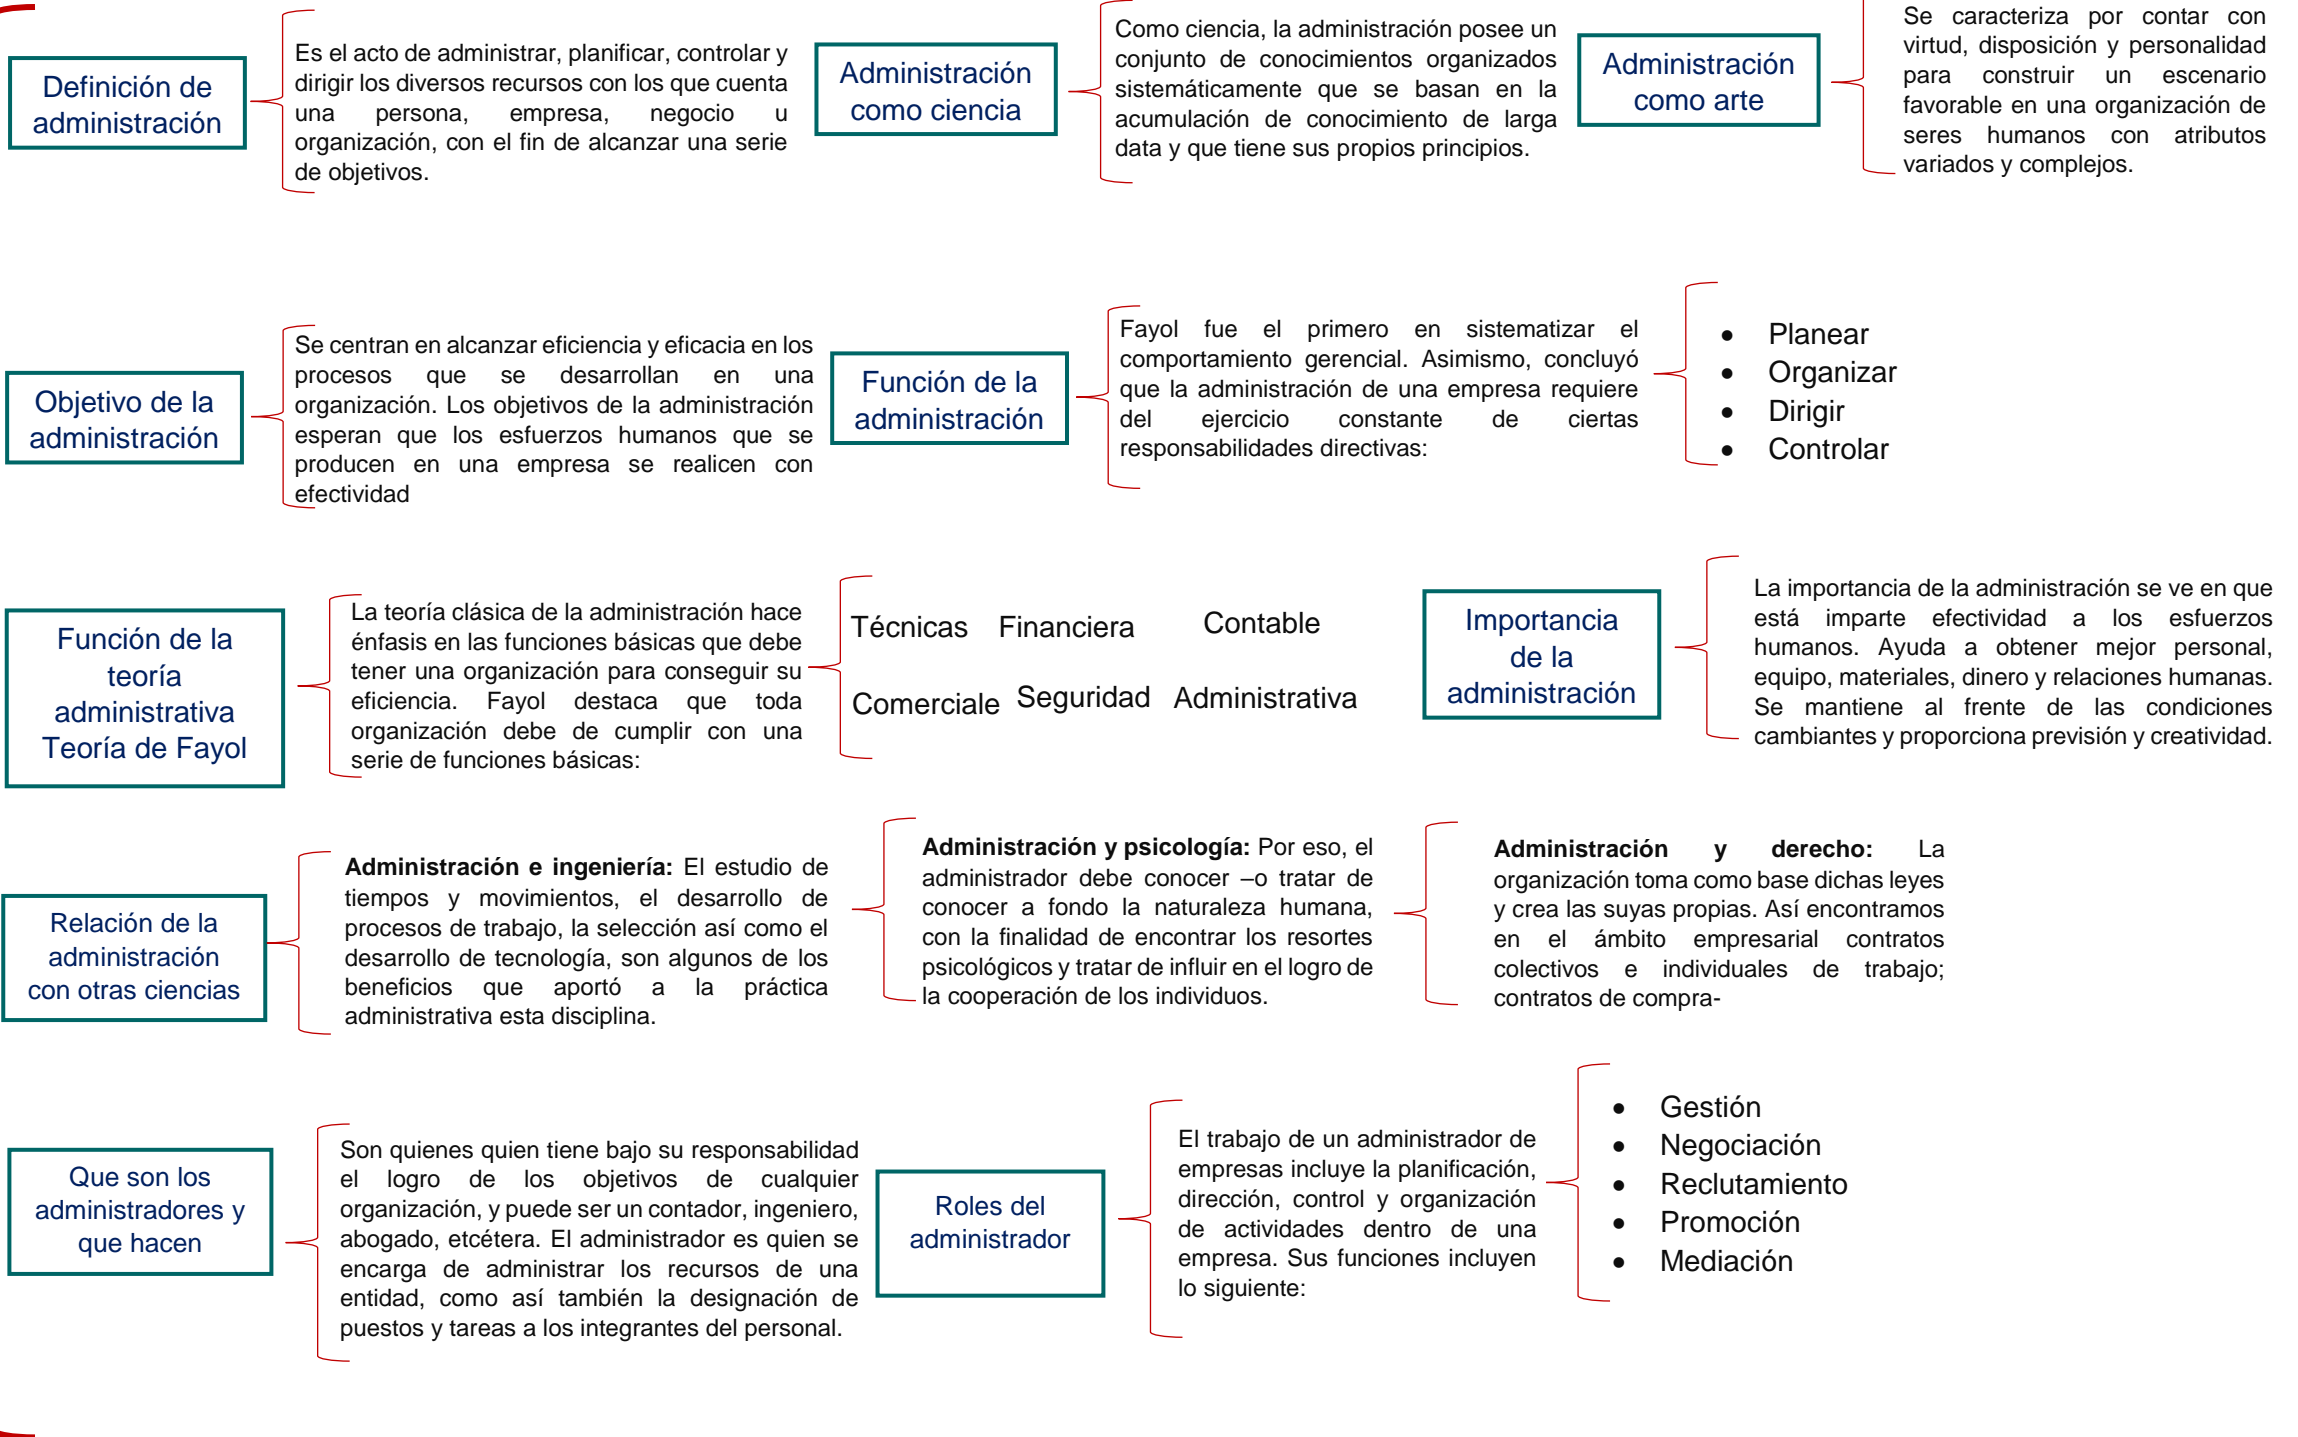 Definición de
administración
Es el acto de administrar, planificar, controlar y
dirigir los diversos recursos con los que cuenta
una persona, empresa, negocio u
organización, con el fin de alcanzar una serie
de objetivos.
Administración
como ciencia
Como ciencia, la administración posee un
conjunto de conocimientos organizados
sistemáticamente que se basan en la
acumulación de conocimiento de larga
data y que tiene sus propios principios.
Administración
como arte
Se caracteriza por contar con
virtud, disposición y personalidad
para construir un escenario
favorable en una organización de
seres humanos con atributos
variados y complejos.
Objetivo de la
administración
Se centran en alcanzar eficiencia y eficacia en los
procesos que se desarrollan en una
organización. Los objetivos de la administración
esperan que los esfuerzos humanos que se
producen en una empresa se realicen con
efectividad
Función de la
administración
Fayol fue el primero en sistematizar el
comportamiento gerencial. Asimismo, concluyó
que la administración de una empresa requiere
del ejercicio constante de ciertas
responsabilidades directivas:
• Planear
• Organizar
• Dirigir
• Controlar
Función de la
teoría
administrativa
Teoría de Fayol
La teoría clásica de la administración hace
énfasis en las funciones básicas que debe
tener una organización para conseguir su
eficiencia. Fayol destaca que toda
organización debe de cumplir con una
serie de funciones básicas:
Técnicas Financiera Contable
Comerciale Seguridad Administrativa
Importancia
de la
administración
La importancia de la administración se ve en que
está imparte efectividad a los esfuerzos
humanos. Ayuda a obtener mejor personal,
equipo, materiales, dinero y relaciones humanas.
Se mantiene al frente de las condiciones
cambiantes y proporciona previsión y creatividad.
Relación de la
administración
con otras ciencias
Administración e ingeniería: El estudio de
tiempos y movimientos, el desarrollo de
procesos de trabajo, la selección así como el
desarrollo de tecnología, son algunos de los
beneficios que aportó a la práctica
administrativa esta disciplina.
Administración y psicología: Por eso, el
administrador debe conocer –o tratar de
conocer a fondo la naturaleza humana,
con la finalidad de encontrar los resortes
psicológicos y tratar de influir en el logro de
la cooperación de los individuos.
Administración y derecho: La
organización toma como base dichas leyes
y crea las suyas propias. Así encontramos
en el ámbito empresarial contratos
colectivos e individuales de trabajo;
contratos de compra-
Que son los
administradores y
que hacen
Son quienes quien tiene bajo su responsabilidad
el logro de los objetivos de cualquier
organización, y puede ser un contador, ingeniero,
abogado, etcétera. El administrador es quien se
encarga de administrar los recursos de una
entidad, como así también la designación de
puestos y tareas a los integrantes del personal.
Roles del
administrador
El trabajo de un administrador de
empresas incluye la planificación,
dirección, control y organización
de actividades dentro de una
empresa. Sus funciones incluyen
lo siguiente:
• Gestión
• Negociación
• Reclutamiento
• Promoción
• Mediación